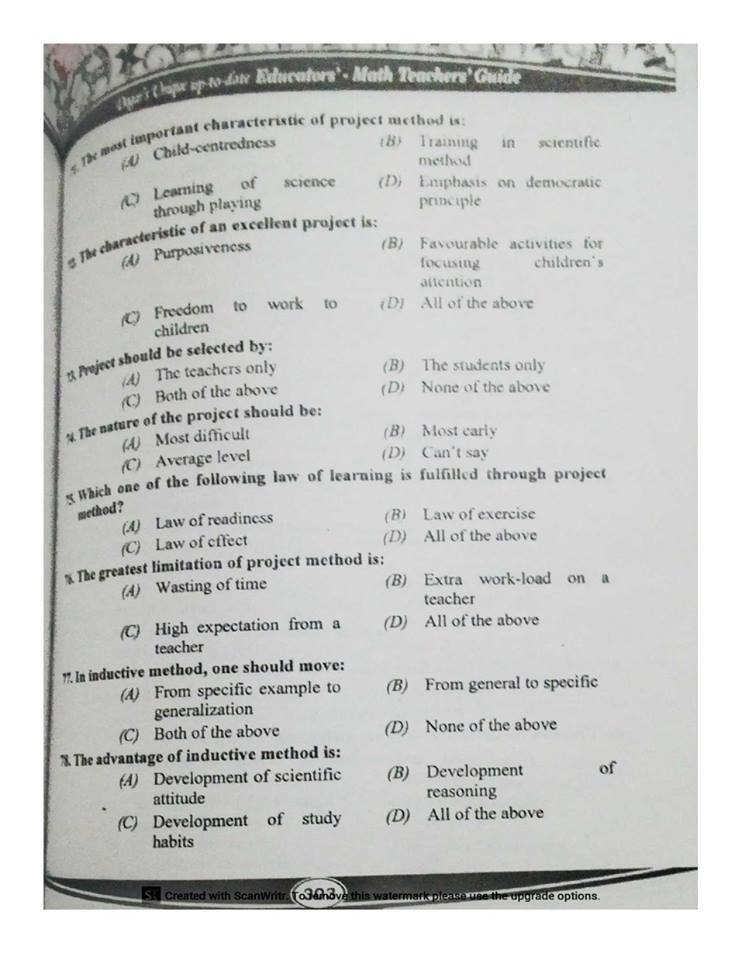 up-to-date Educators' - Math Teachers' Guide
The most important characteristic of project method is:
(A) Child-centredness (B) Training in scientific
method
(C) Learning of science (D) Emphasis on democratic
through playing principle
The characteristic of an excellent project is:
(A) Purposiveness (B) Favourable activities for
focusing children's
attention
(C) Freedom to work to (D) All of the above
children
73. Project should be selected by:
(A) The teachers only (B) The students only
(C) Both of the above (D) None of the above
74. The nature of the project should be:
(A) Most difficult (B) Most early
(C) Average level (D) Can't say
75. Which one of the following law of learning is fulfilled through project
method?
(A) Law of readiness (B) Law of exercise
(C) Law of effect (D) All of the above
76. The greatest limitation of project method is:
(A) Wasting of time (B) Extra work-load on a
teacher
(C) High expectation from a (D) All of the above
teacher
77. In inductive method, one should move:
(A) From specific example to (B) From general to specific
generalization
(C) Both of the above (D) None of the above
78. The advantage of inductive method is:
(A) Development of scientific (B) Development of
attitude reasoning
(C) Development of study (D) All of the above
habits
Created with ScanWritr. To remove this watermark please use the upgrade options.